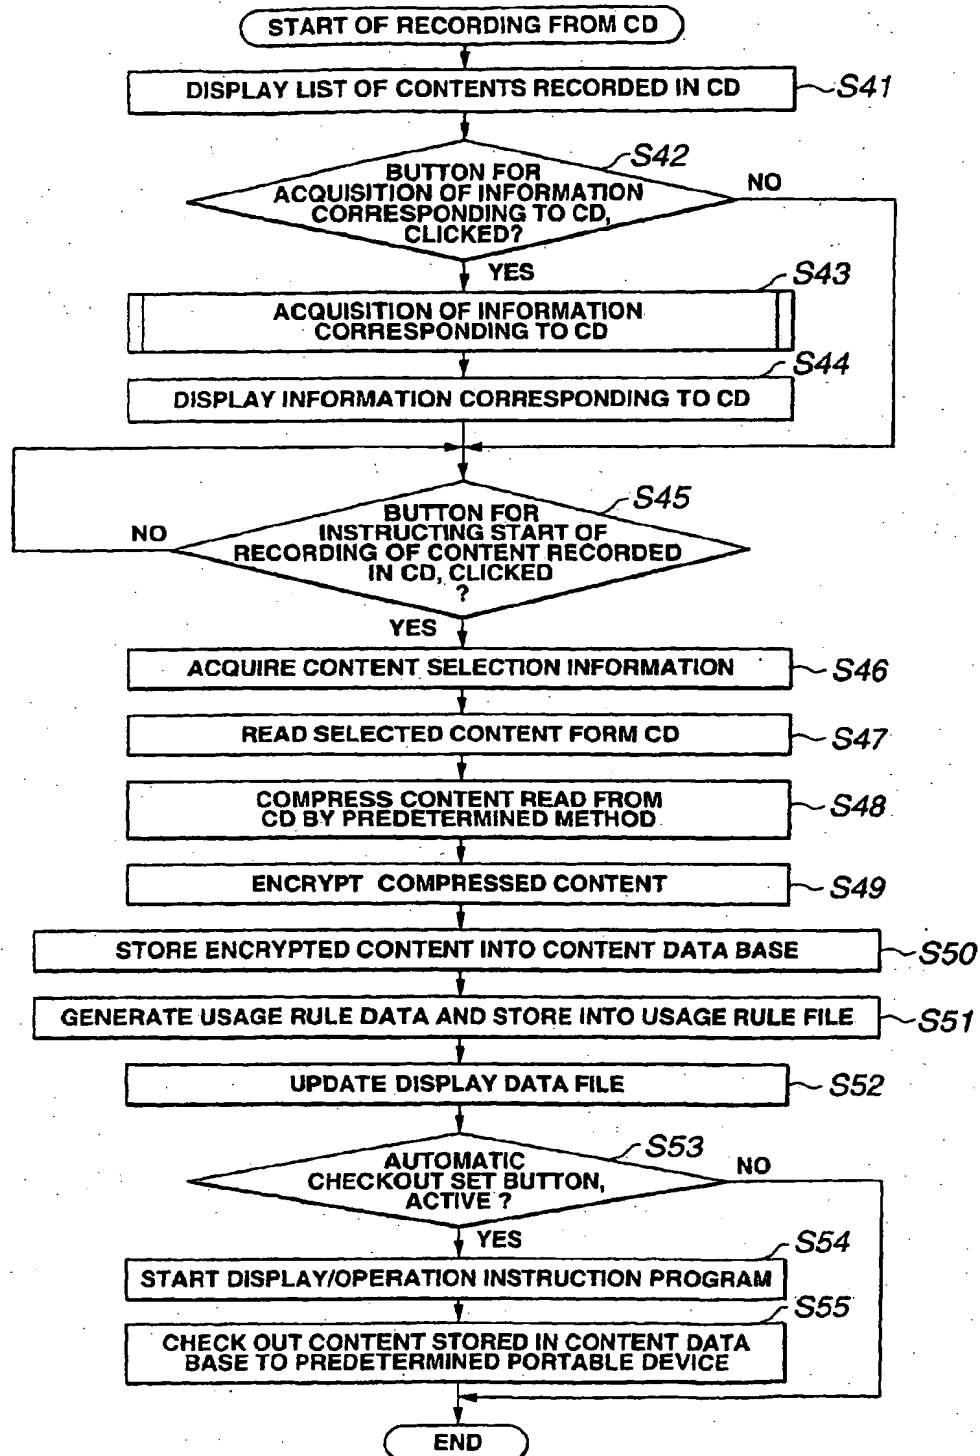 START OF RECORDING FROM CD
DISPLAY LIST OF CONTENTS RECORDED IN CD
S41
S42
BUTTON FOR
ACQUISITION OF INFORMATION
CORRESPONDING TO CD,
CLICKED?
NO
YES
S43
ACQUISITION OF INFORMATION
CORRESPONDING TO CD
S44
DISPLAY INFORMATION CORRESPONDING TO CD
S45
BUTTON FOR
INSTRUCTING START OF
RECORDING OF CONTENT RECORDED
IN CD, CLICKED
?
NO
YES
ACQUIRE CONTENT SELECTION INFORMATION
S46
READ SELECTED CONTENT FORM CD
S47
COMPRESS CONTENT READ FROM
CD BY PREDETERMINED METHOD
S48
ENCRYPT COMPRESSED CONTENT
S49
STORE ENCRYPTED CONTENT INTO CONTENT DATA BASE
S50
GENERATE USAGE RULE DATA AND STORE INTO USAGE RULE FILE
S51
UPDATE DISPLAY DATA FILE
S52
S53
AUTOMATIC
CHECKOUT SET BUTTON,
ACTIVE ?
NO
YES
S54
START DISPLAY/OPERATION INSTRUCTION PROGRAM
S55
CHECK OUT CONTENT STORED IN CONTENT DATA
BASE TO PREDETERMINED PORTABLE DEVICE
END